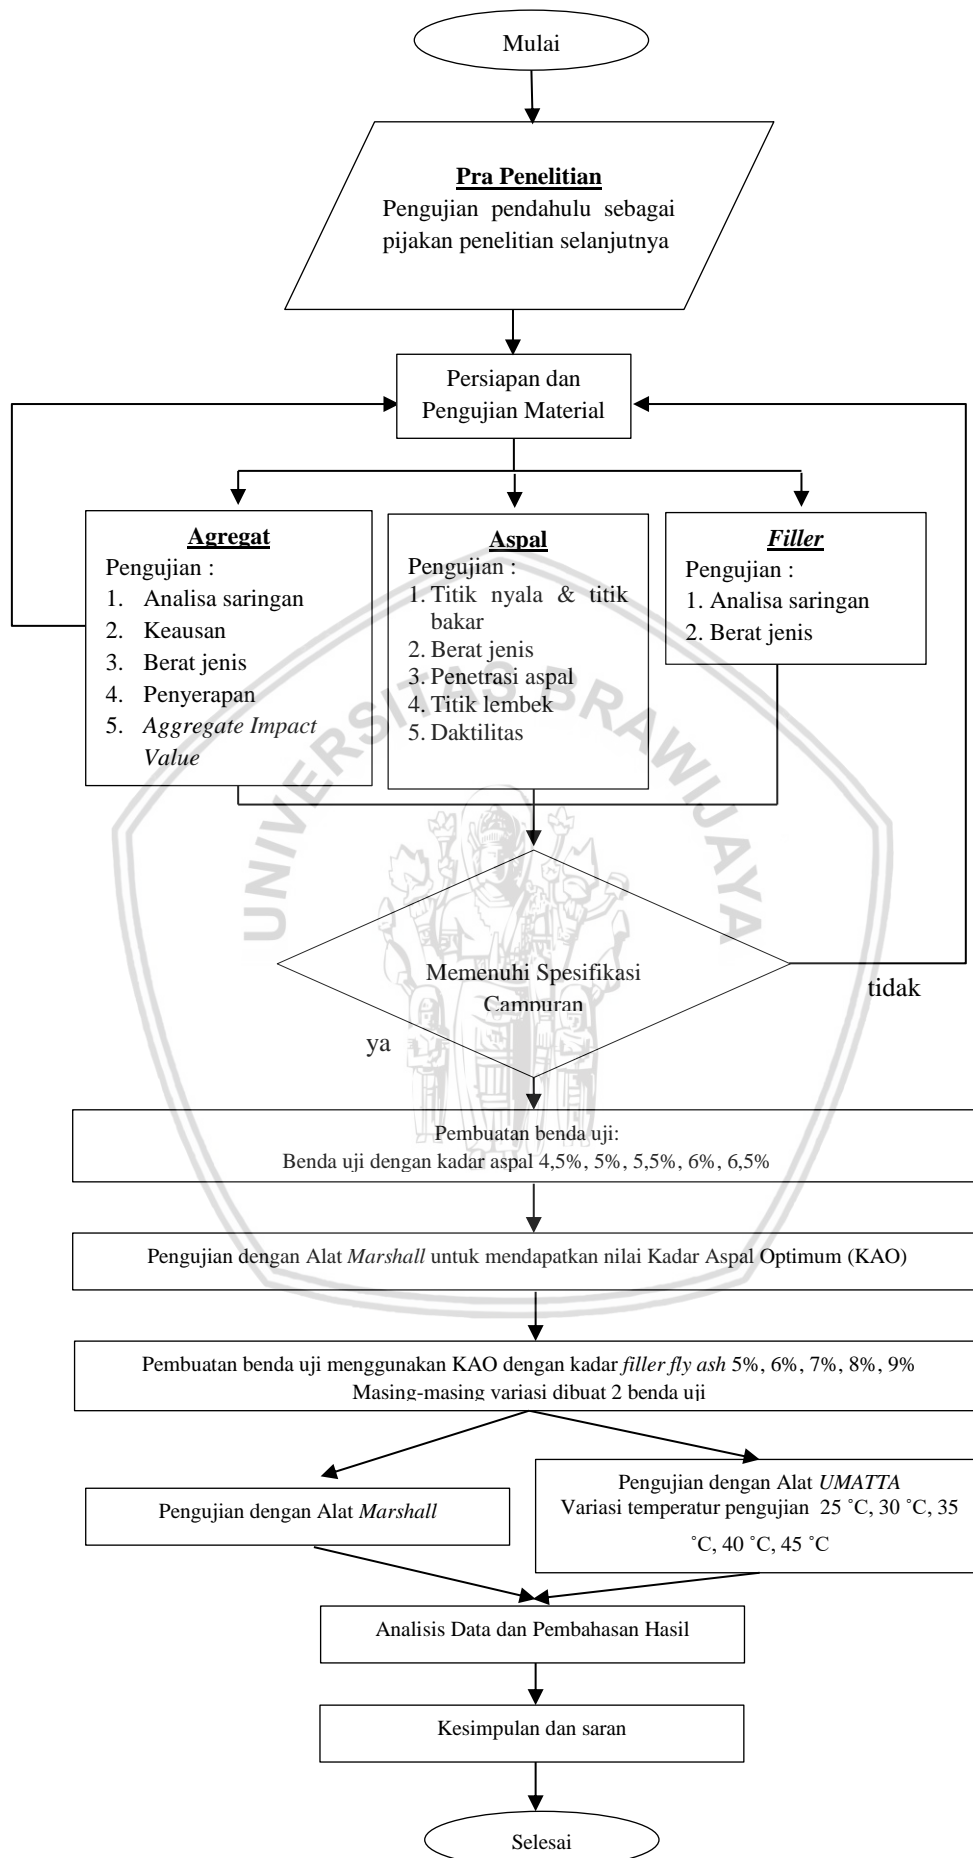 Mulai
Pra Penelitian
Pengujian pendahulu sebagai
pijakan penelitian selanjutnya
Persiapan dan
Pengujian Material
Agregat
Pengujian :
1. Analisa saringan
2. Keausan
3. Berat jenis
4. Penyerapan
5. Aggregate Impact
Value
Aspal
Pengujian :
1. Titik nyala & titik
bakar
2. Berat jenis
3. Penetrasi aspal
4. Titik lembek
5. Daktilitas
Filler
Pengujian :
1. Analisa saringan
2. Berat jenis
UNIVERSITAS BRAWIJAYA
Memenuhi Spesifikasi
Campuran
tidak
ya
Pembuatan benda uji:
Benda uji dengan kadar aspal 4,5%, 5%, 5,5%, 6%, 6,5%
Pengujian dengan Alat Marshall untuk mendapatkan nilai Kadar Aspal Optimum (KAO)
Pembuatan benda uji menggunakan KAO dengan kadar filler fly ash 5%, 6%, 7%, 8%, 9%
Masing-masing variasi dibuat 2 benda uji
Pengujian dengan Alat Marshall
Pengujian dengan Alat UMATTA
Variasi temperatur pengujian 25 ˚C, 30 ˚C, 35
˚C, 40 ˚C, 45 ˚C
Analisis Data dan Pembahasan Hasil
Kesimpulan dan saran
Selesai